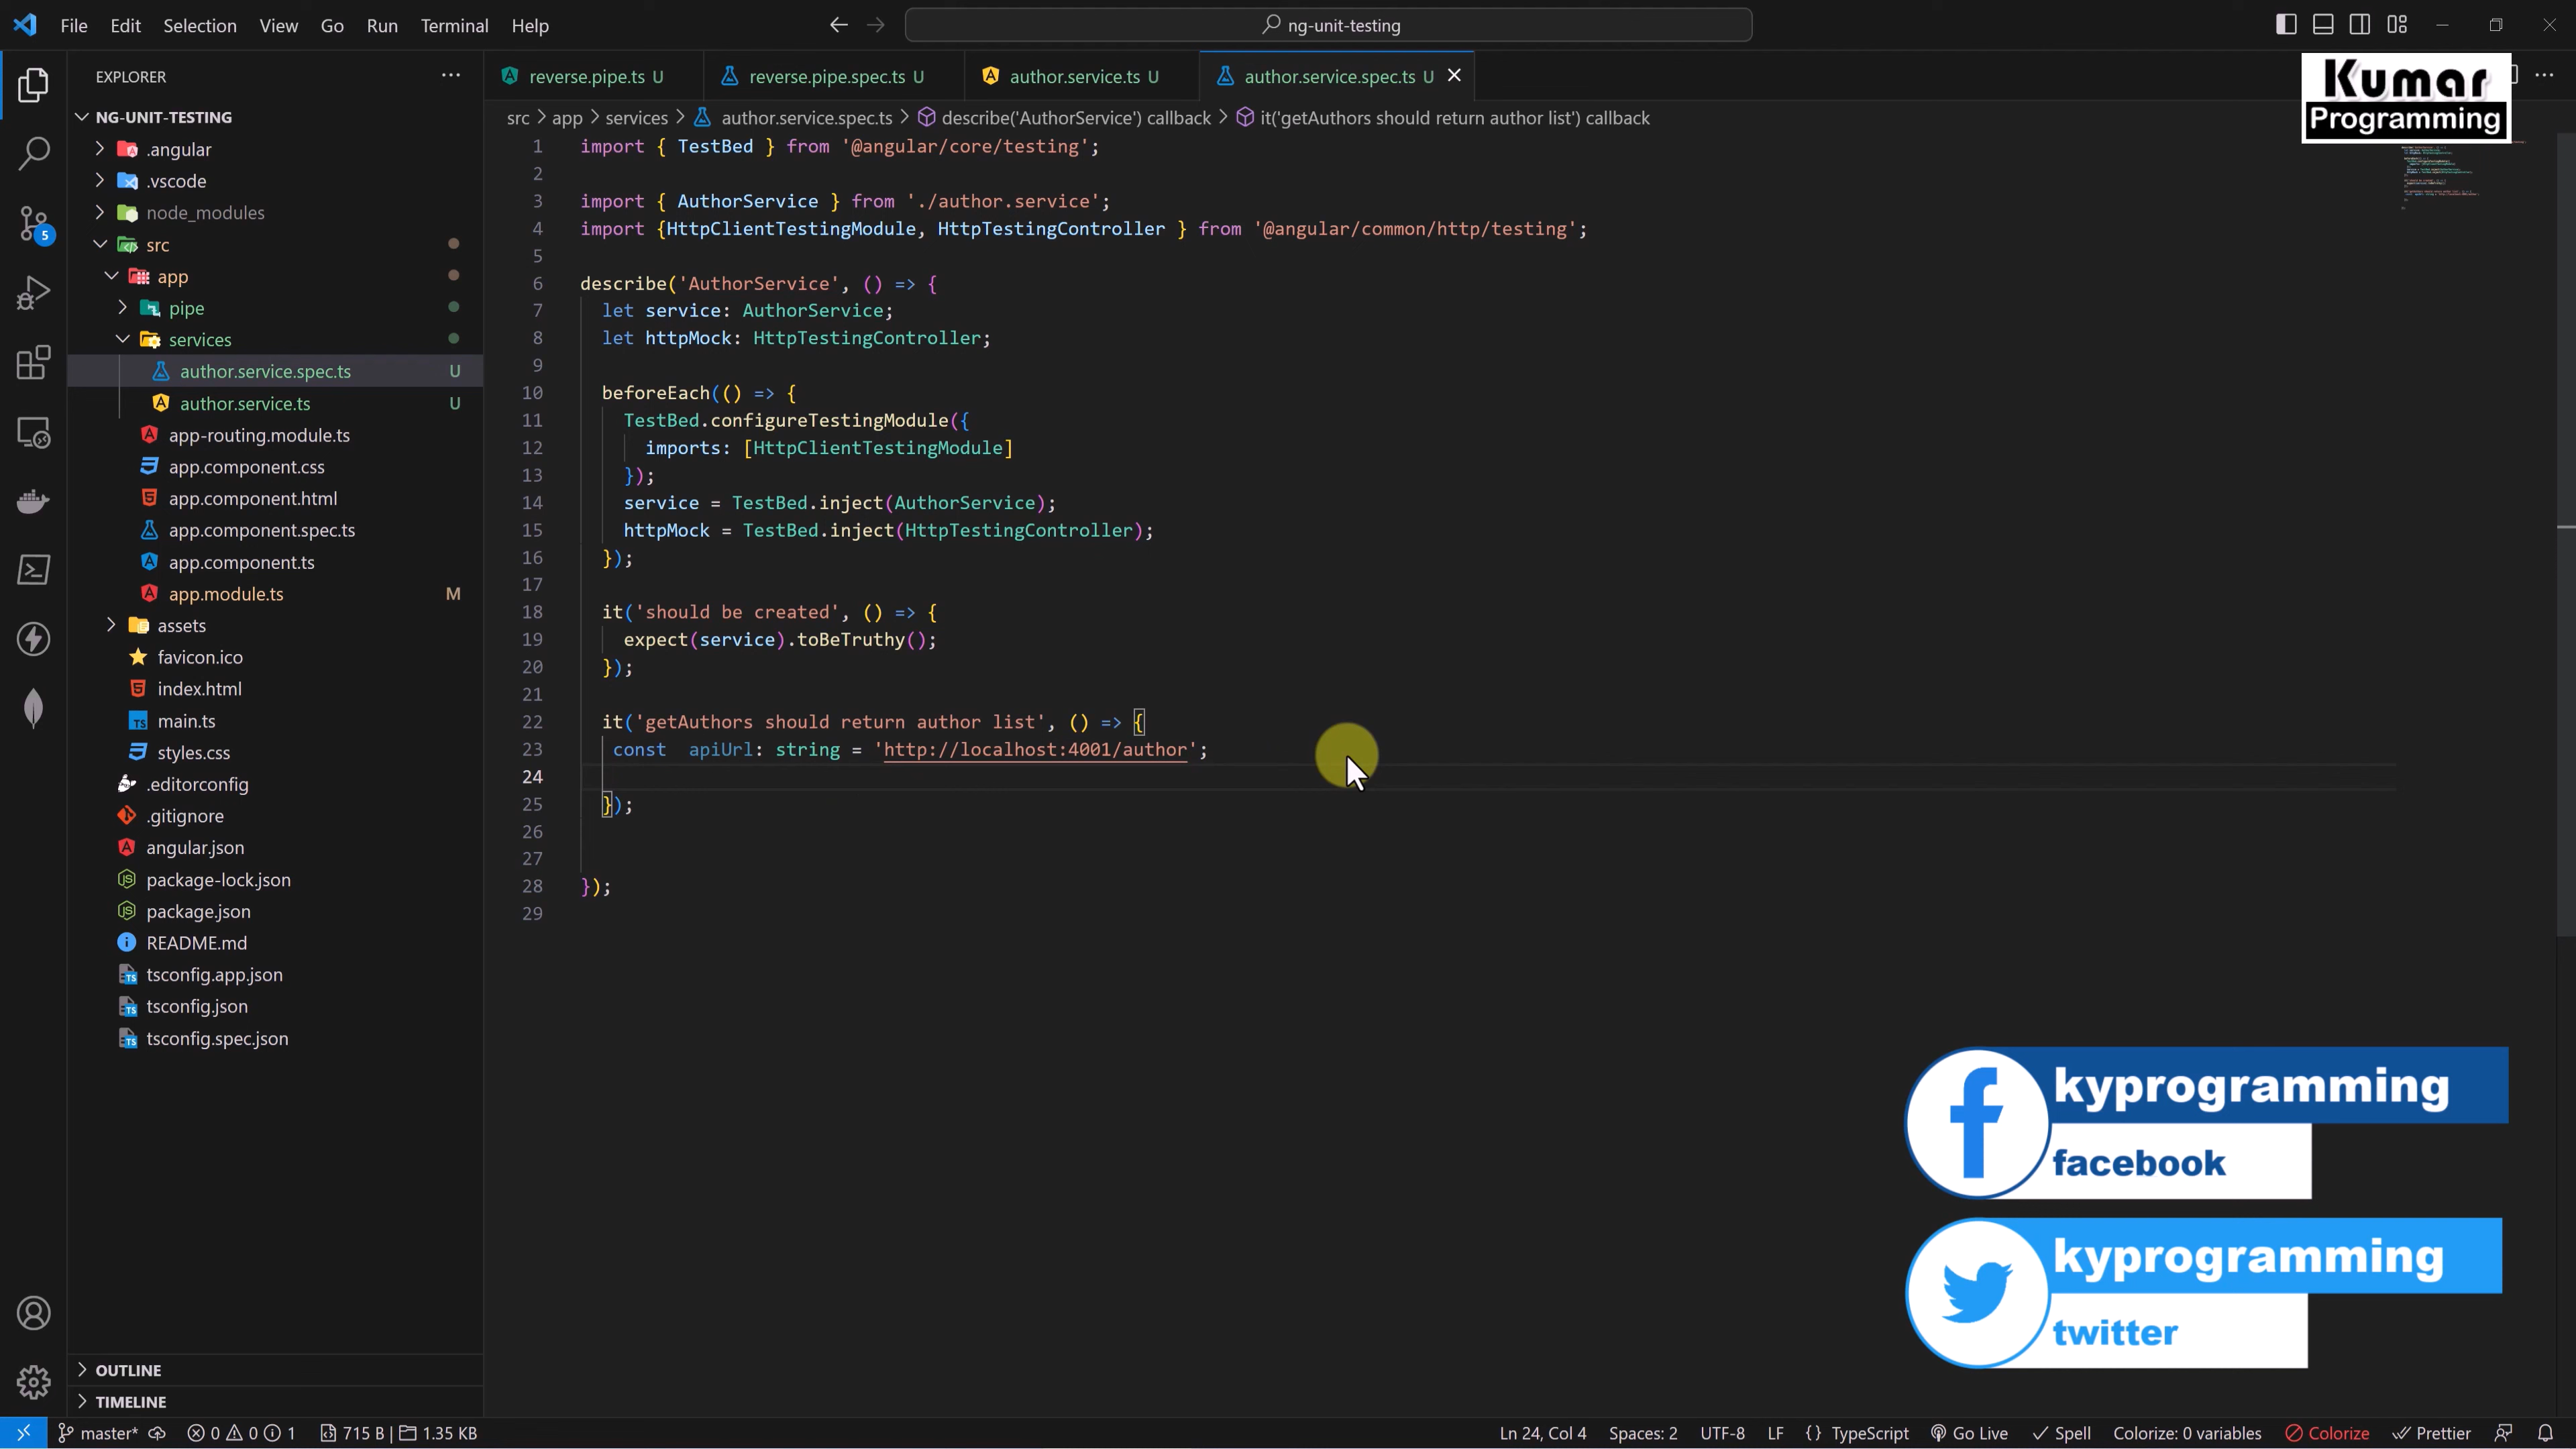 File Edit Selection View Go Run Terminal Help
ng-unit-testing
EXPLORER
NG-UNIT-TESTING
.angular
.vscode
node_modules
src
app
pipe
services
author.service.spec.ts U
author.service.ts U
app-routing.module.ts
app.component.css
app.component.html
app.component.spec.ts
app.component.ts
app.module.ts M
assets
favicon.ico
index.html
main.ts
styles.css
.editorconfig
.gitignore
angular.json
package-lock.json
package.json
README.md
tsconfig.app.json
tsconfig.json
tsconfig.spec.json
OUTLINE
TIMELINE
5
reverse.pipe.ts U reverse.pipe.spec.ts U author.service.ts U author.service.spec.ts U
src > app > services > author.service.spec.ts > describe('AuthorService') callback > it('getAuthors should return author list') callback
1 import { TestBed } from '@angular/core/testing';
2
3 import { AuthorService } from './author.service';
4 import {HttpClientTestingModule, HttpTestingController } from '@angular/common/http/testing';
5
6 describe('AuthorService', () => {
7 let service: AuthorService;
8 let httpMock: HttpTestingController;
9
10 beforeEach(() => {
11 TestBed.configureTestingModule({
12 imports: [HttpClientTestingModule]
13 });
14 service = TestBed.inject(AuthorService);
15 httpMock = TestBed.inject(HttpTestingController);
16 });
17
18 it('should be created', () => {
19 expect(service).toBeTruthy();
20 });
21
22 it('getAuthors should return author list', () => {
23 const  apiUrl: string = 'http://localhost:4001/author';
24
25 });
26
27
28 });
29
Kumar
Programming
kyprogramming
facebook
kyprogramming
twitter
master* 0 0 1 715 B | 1.35 KB Ln 24, Col 4 Spaces: 2 UTF-8 LF {} TypeScript Go Live Spell Colorize: 0 variables Colorize Prettier